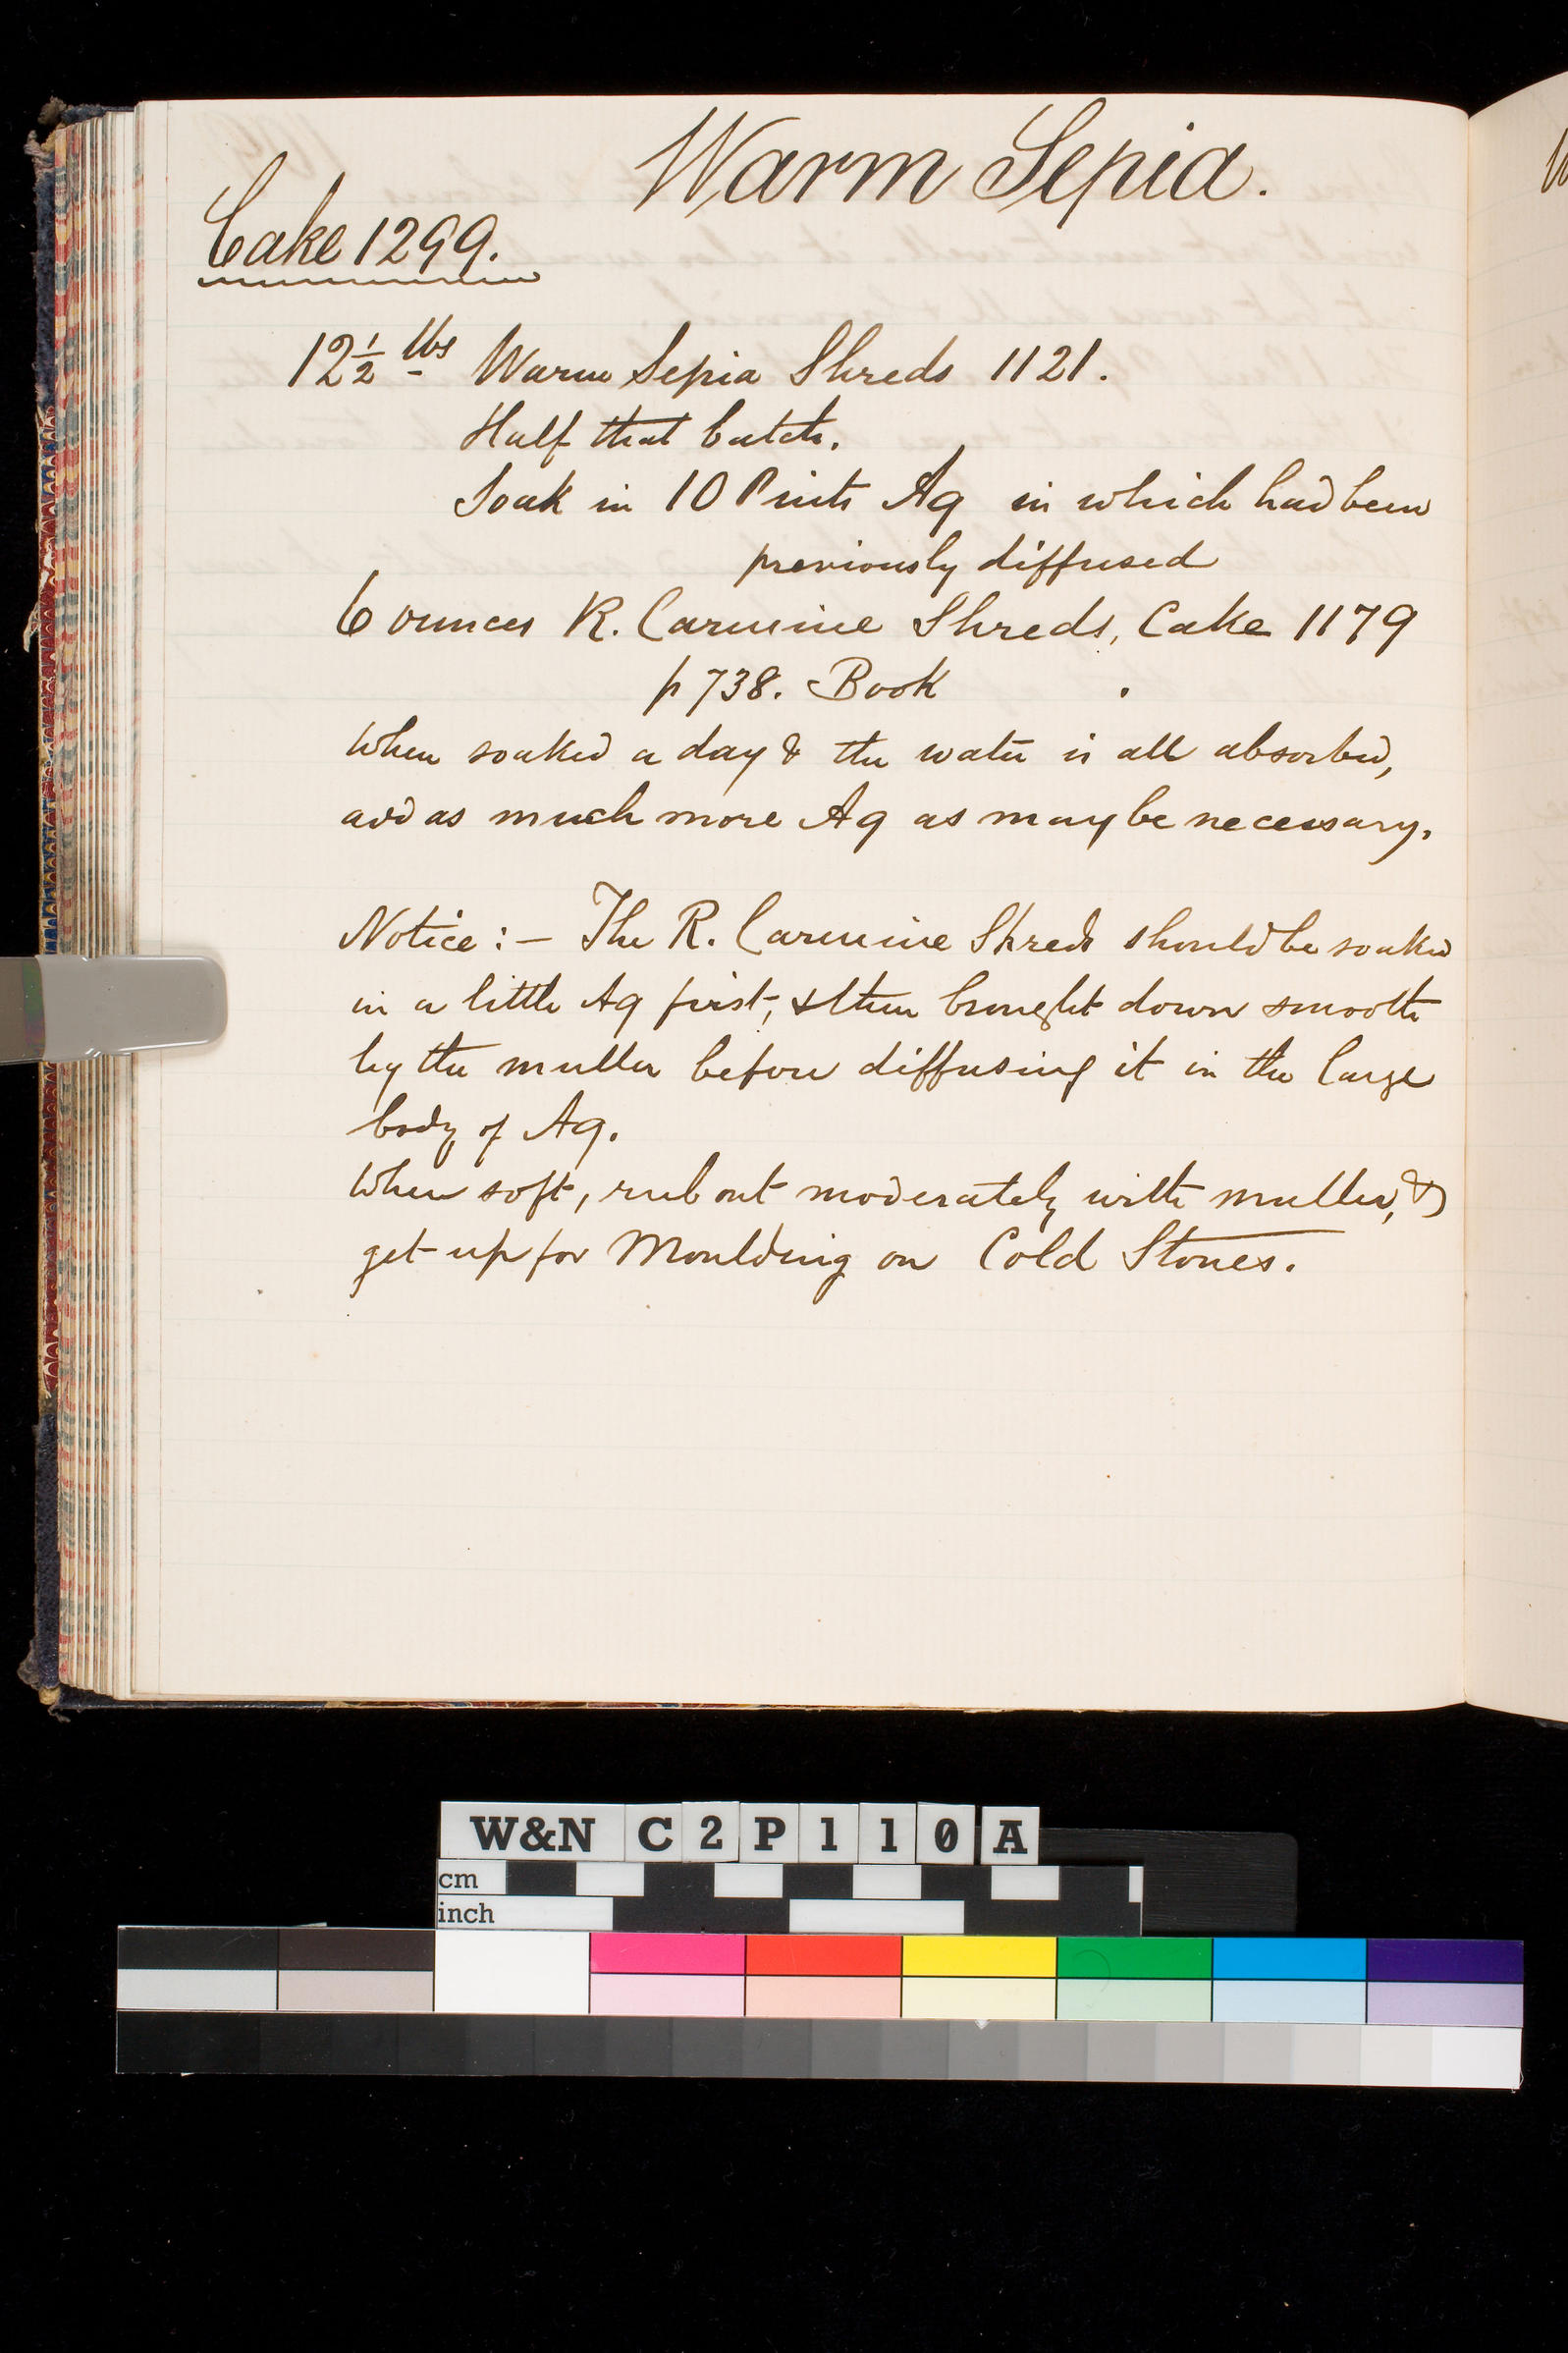 Warm Sepia.
Cake 1299.
12 1/2 lbs Warm Sepia Shreds 1121.
Half that batch.
Soak in 10 Pints Aq in which had been
previously diffused
6 ounces R. Carmine Shreds, Cake 1179
p 738. Book
When soaked a day & the water is all absorbed,
add as much more Aq as may be necessary.
Notice :— The R. Carmine Shreds should be soaked
in a little Aq first, & then brought down smooth
by the muller before diffusing it in the large
body of Aq.
When soft, rub out moderately with muller, &
get up for Moulding on Cold Stones.
W&N C2P110A
cm
inch